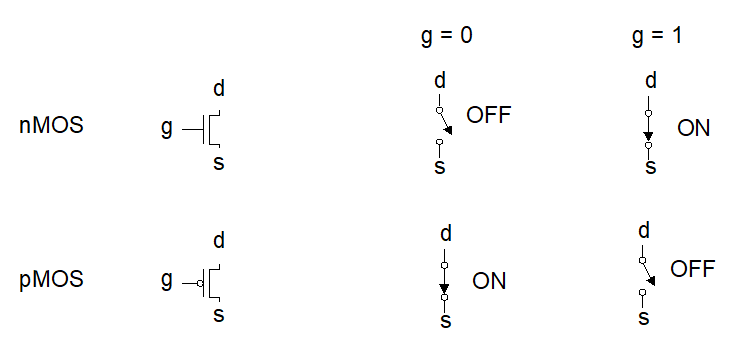 g = 0 g = 1
d d d
nMOS g OFF ON
s s s
d d d
pMOS g ON OFF
s s s